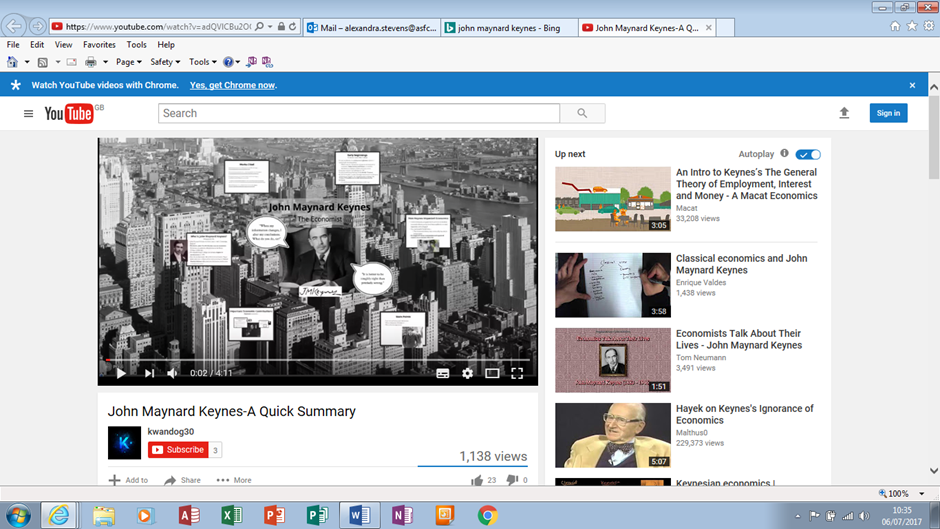 https://www.youtube.com/watch?v=adQVICBu2O
Mail – alexandra.stevens@asfc...
john maynard keynes - Bing
John Maynard Keynes-A Q...
File Edit View Favorites Tools Help
Page Safety Tools
Watch YouTube videos with Chrome. Yes, get Chrome now.
YouTube GB
Search
Sign in
John Maynard Keynes
The Economist
0:02 / 4:11
John Maynard Keynes-A Quick Summary
kwandog30
Subscribe 3
1,138 views
Add to Share More
23 0
Up next
Autoplay
An Intro to Keynes's The General
Theory of Employment, Interest
and Money - A Macat Economics
Macat
33,208 views
3:05
Classical economics and John
Maynard Keynes
Enrique Valdes
1,438 views
3:58
Economists Talk About Their
Lives - John Maynard Keynes
Tom Neumann
3,491 views
Economists Talk About Their Lives
1:51
Hayek on Keynes's Ignorance of
Economics
Malthus0
229,373 views
5:07
Keynesian economics |
100%
10:35
06/07/2017